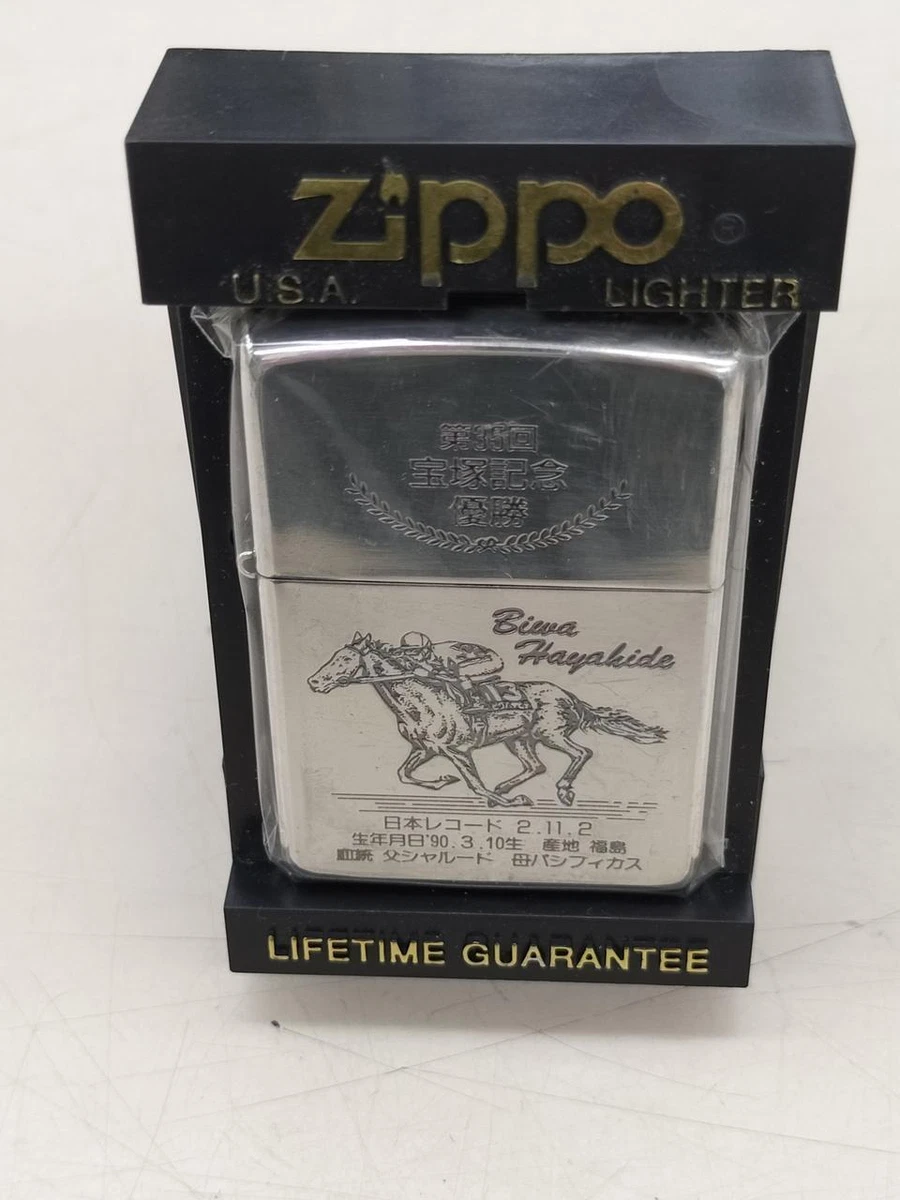 Zippo ®
U.S.A. LIGHTER
第35回
宝塚記念
優勝
Biwa
Hayahide
13
日本レコード 2.11.2
生年月日'90.3.10生 産地 福島
血統 父シャルード 母パシフィカス
LIFETIME GUARANTEE